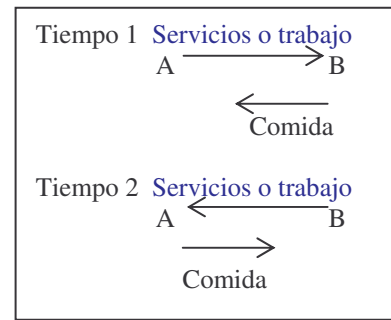 Tiempo 1 Servicios o trabajo
A B
Comida
Tiempo 2 Servicios o trabajo
A B
Comida